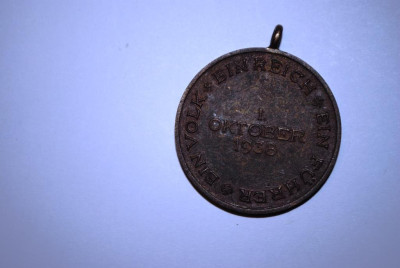 EIN VOLK EIN REICH EIN FÜHRER
1.
OKTOBER
1938